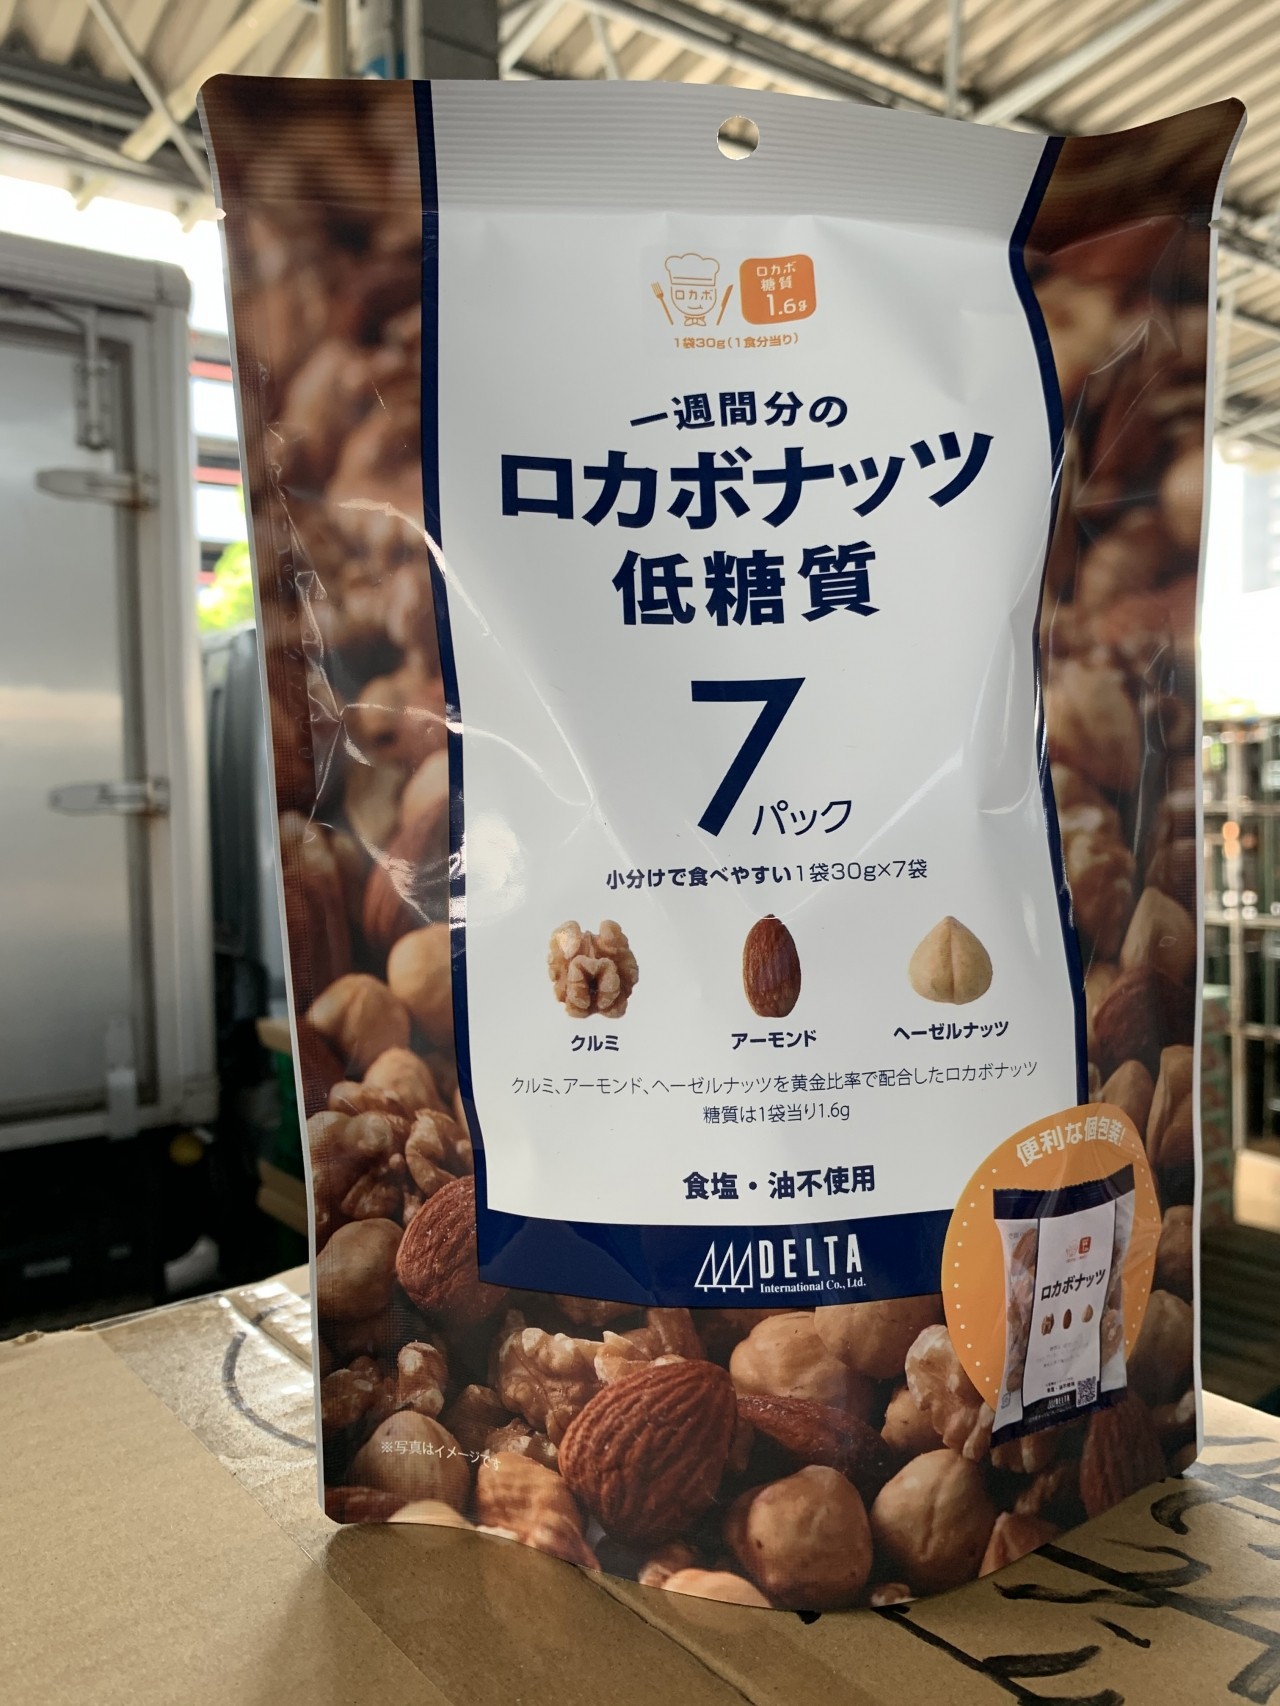 ロカボ
ロカボ
糖質
1.6g
1袋30g(1食分当り)
一週間分の
ロカボナッツ
低糖質
7パック
小分けで食べやすい1袋30g×7袋
クルミ
アーモンド
ヘーゼルナッツ
クルミ、アーモンド、ヘーゼルナッツを黄金比率で配合したロカボナッツ
糖質は1袋当り1.6g
食塩・油不使用
便利な個包装!
DELTA
International Co., Ltd.
ロカボナッツ
DELTA
※写真はイメージです